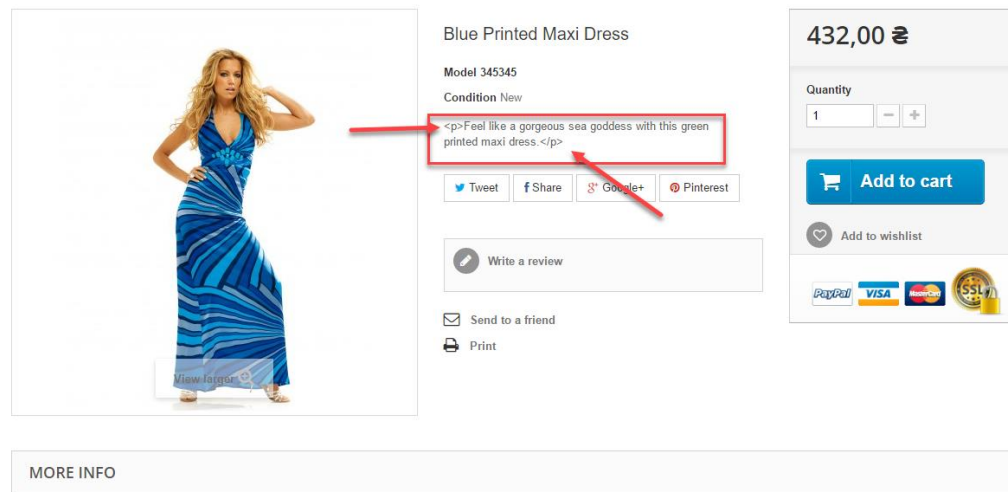 Blue Printed Maxi Dress
Model 345345
Condition New
<p>Feel like a gorgeous sea goddess with this green
printed maxi dress.</p>
Tweet
Share
Google+
Pinterest
Write a review
Send to a friend
Print
View larger
432,00 ₴
Quantity
1
Add to cart
Add to wishlist
PayPal
VISA
MasterCard
SSL
MORE INFO